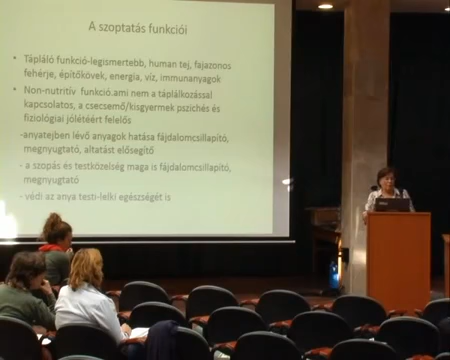 A szoptatás funkciói
• Tápláló funkció-legismertebb, human tej, fajazonos
fehérje, építőkövek, energia, víz, immunanyagok
• Non-nutritív funkció.ami nem a táplálkozással
kapcsolatos, a csecsemő/kisgyermek pszichés és
fiziológiai jólétéért felelős
-anyatejben lévő anyagok hatása fájdalomcsillapító,
megnyugtató, altatást elősegítő
- a szopás és testközelség maga is fájdalomcsillapító,
megnyugtató
- védi az anya testi-lelki egészségét is